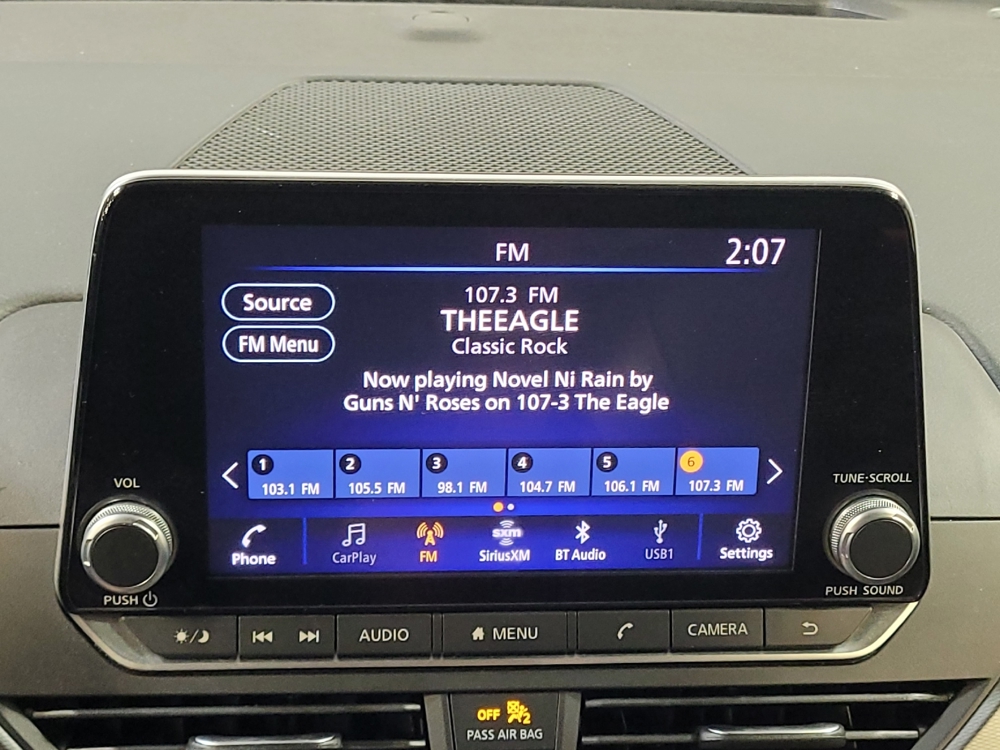 FM
2:07
Source
107.3 FM
THEEAGLE
FM Menu
Classic Rock
Now playing Novel Ni Rain by
Guns N' Roses on 107-3 The Eagle
1 2 3 4 5 6
103.1 FM 105.5 FM 98.1 FM 104.7 FM 106.1 FM 107.3 FM
VOL
TUNE·SCROLL
sxm
Phone CarPlay FM SiriusXM BT Audio USB1 Settings
PUSH
PUSH SOUND
AUDIO MENU CAMERA
OFF 2
PASS AIR BAG